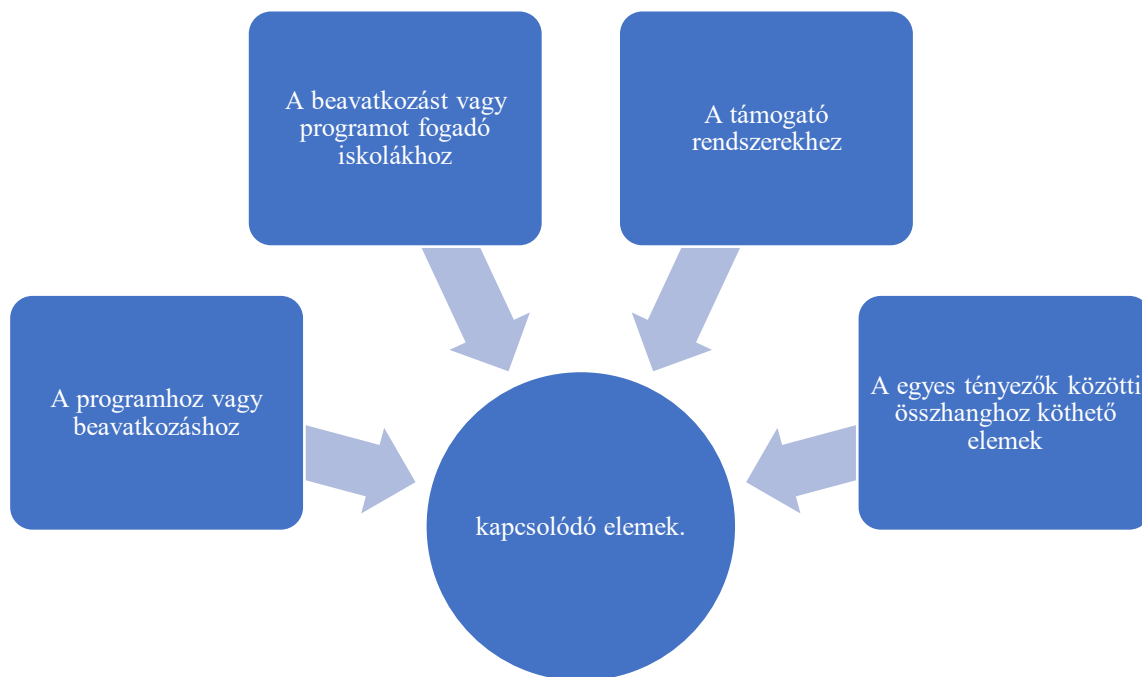 A beavatkozást vagy
programot fogadó
iskolákhoz
A támogató
rendszerekhez
A programhoz vagy
beavatkozáshoz
A egyes tényezők közötti
összhanghoz köthető
elemek
kapcsolódó elemek.